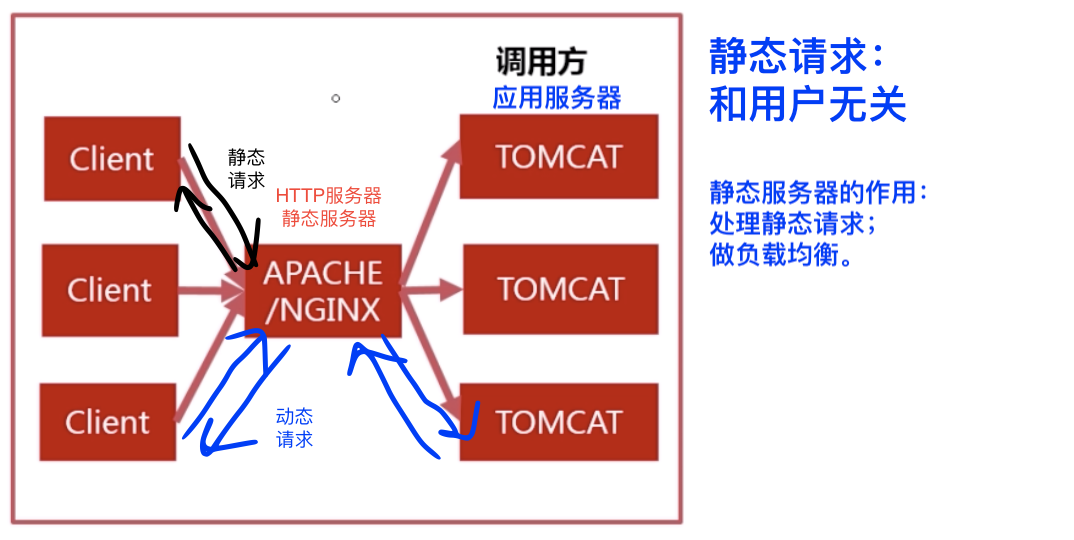 调用方
应用服务器
Client
静态
请求
HTTP服务器
静态服务器
TOMCAT
Client
APACHE
/NGINX
TOMCAT
Client
动态
请求
TOMCAT
静态请求：
和用户无关
静态服务器的作用：
处理静态请求；
做负载均衡。